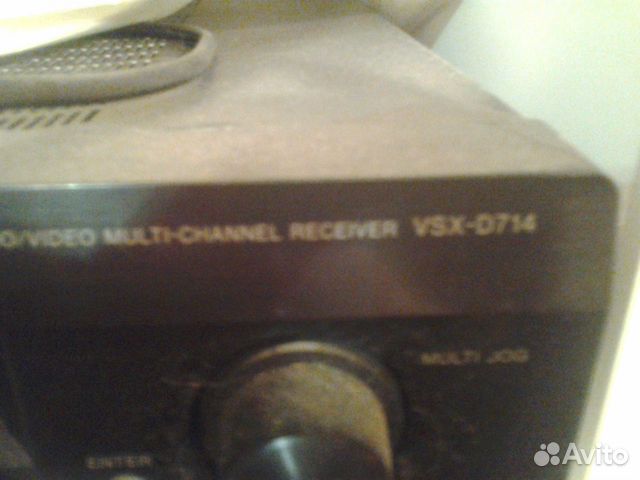 O/VIDEO MULTI-CHANNEL RECEIVER VSX-D714
MULTI JOG
ENTER
Avito